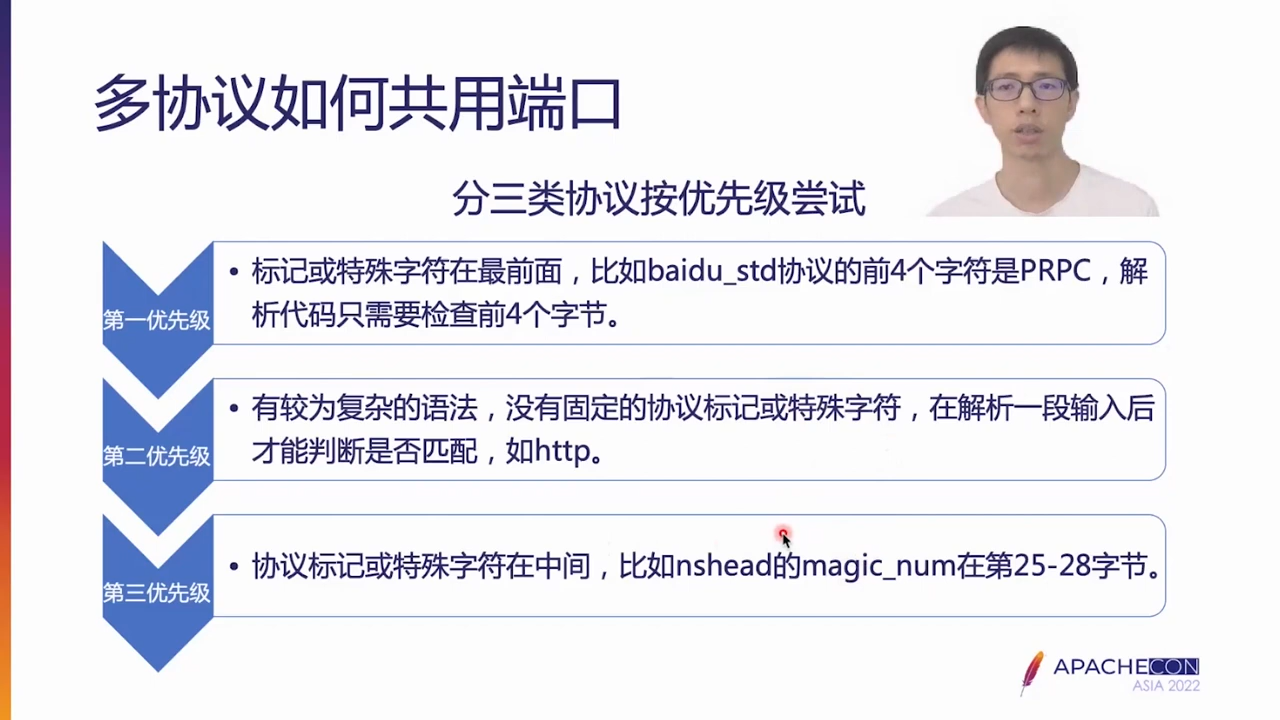 多协议如何共用端口
分三类协议按优先级尝试
第一优先级
• 标记或特殊字符在最前面，比如baidu_std协议的前4个字符是PRPC，解
析代码只需要检查前4个字节。
第二优先级
• 有较为复杂的语法，没有固定的协议标记或特殊字符，在解析一段输入后
才能判断是否匹配，如http。
第三优先级
• 协议标记或特殊字符在中间，比如nshead的magic_num在第25-28字节。
APACHECON
ASIA 2022